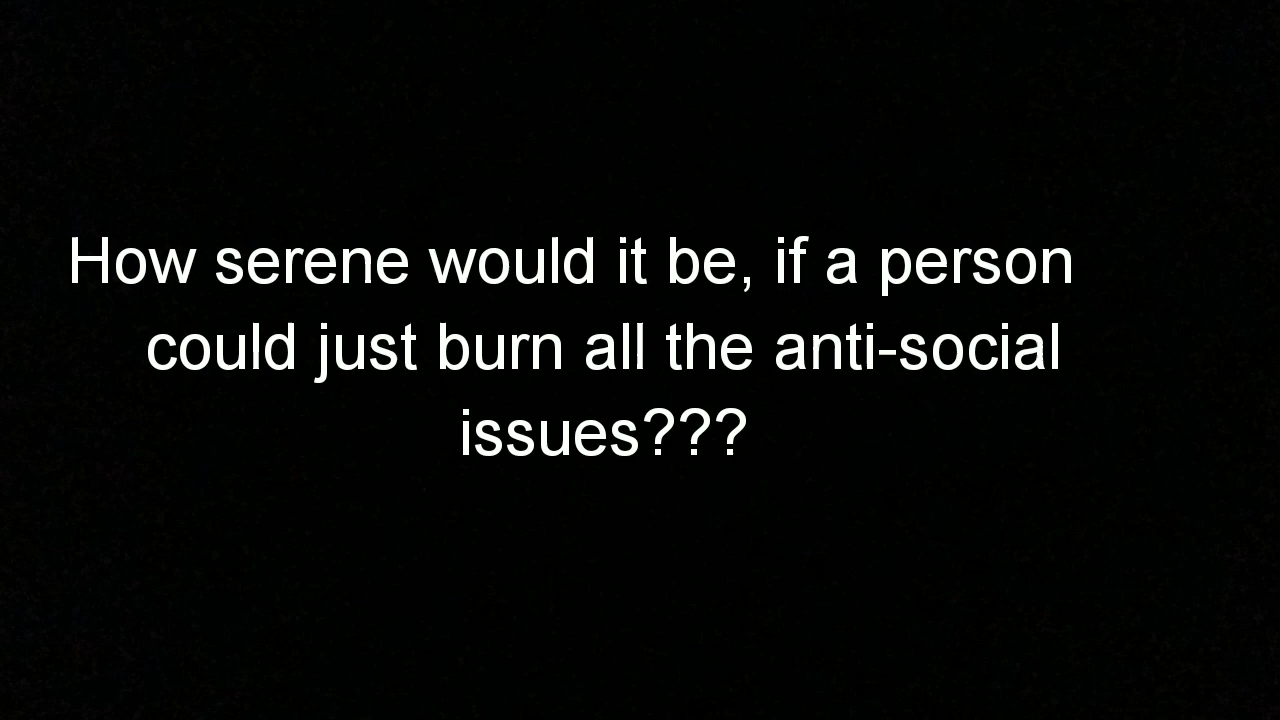 How serene would it be, if a person
could just burn all the anti-social
issues???